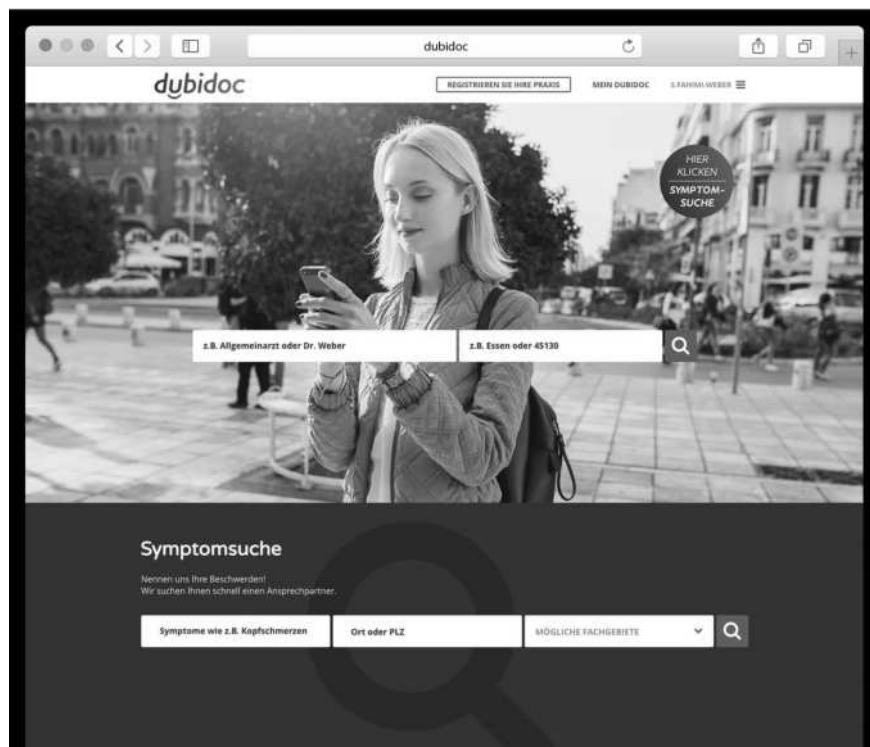 dubidoc
dubidoc
REGISTRIEREN SIE IHRE PRAXIS
MEIN DUBIDOC
S.FAHIMI-WEBER
HIER
KLICKEN
SYMPTOM-
SUCHE
z.B. Allgemeinarzt oder Dr. Weber
z.B. Essen oder 45130
Symptomsuche
Nennen uns Ihre Beschwerden!
Wir suchen Ihnen schnell einen Ansprechpartner.
Symptome wie z.B. Kopfschmerzen
Ort oder PLZ
MÖGLICHE FACHGEBIETE